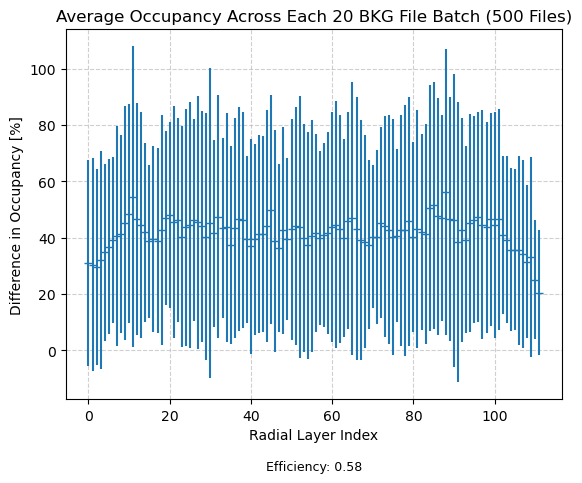 Average Occupancy Across Each 20 BKG File Batch (500 Files)
100
80
60
40
20
0
Difference in Occupancy [%]
0 20 40 60 80 100
Radial Layer Index
Efficiency: 0.58